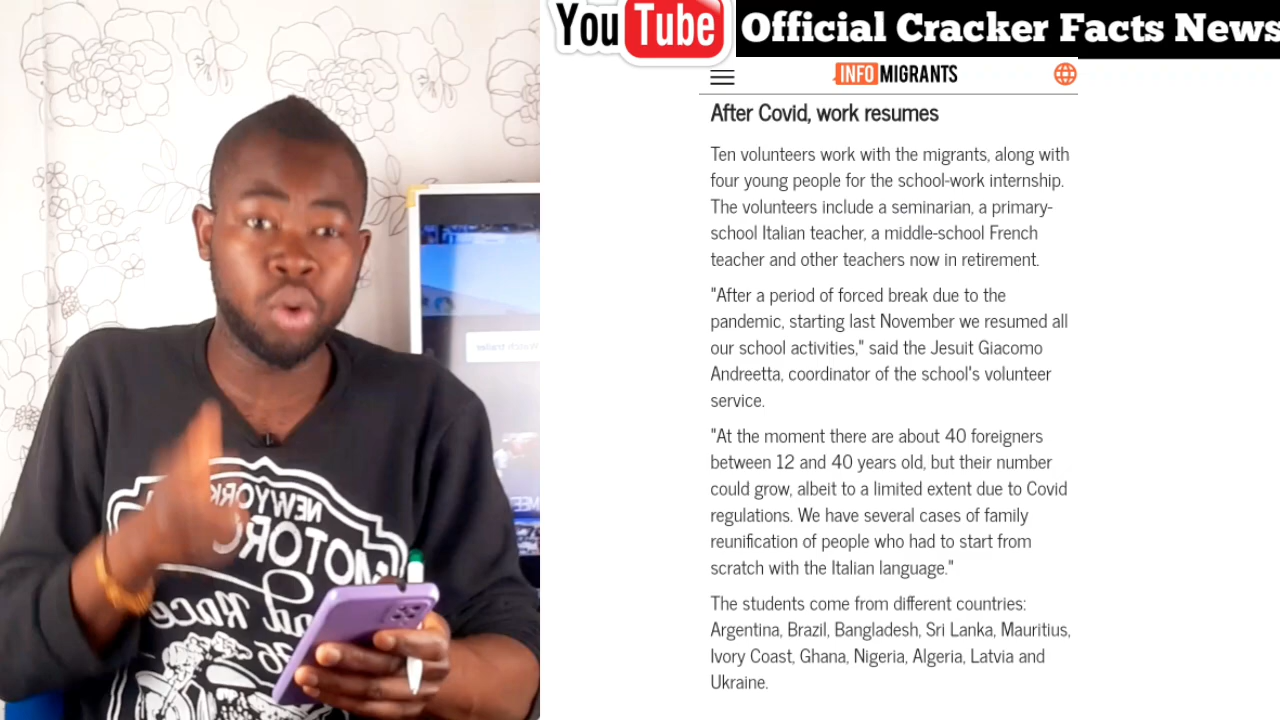 YouTube
Official Cracker Facts News
INFOMIGRANTS
After Covid, work resumes
Ten volunteers work with the migrants, along with
four young people for the school-work internship.
The volunteers include a seminarian, a primary-
school Italian teacher, a middle-school French
teacher and other teachers now in retirement.
"After a period of forced break due to the
pandemic, starting last November we resumed all
our school activities," said the Jesuit Giacomo
Andreetta, coordinator of the school's volunteer
service.
"At the moment there are about 40 foreigners
between 12 and 40 years old, but their number
could grow, albeit to a limited extent due to Covid
regulations. We have several cases of family
reunification of people who had to start from
scratch with the Italian language."
The students come from different countries:
Argentina, Brazil, Bangladesh, Sri Lanka, Mauritius,
Ivory Coast, Ghana, Nigeria, Algeria, Latvia and
Ukraine.
NEWYORK
MOTOR
Race